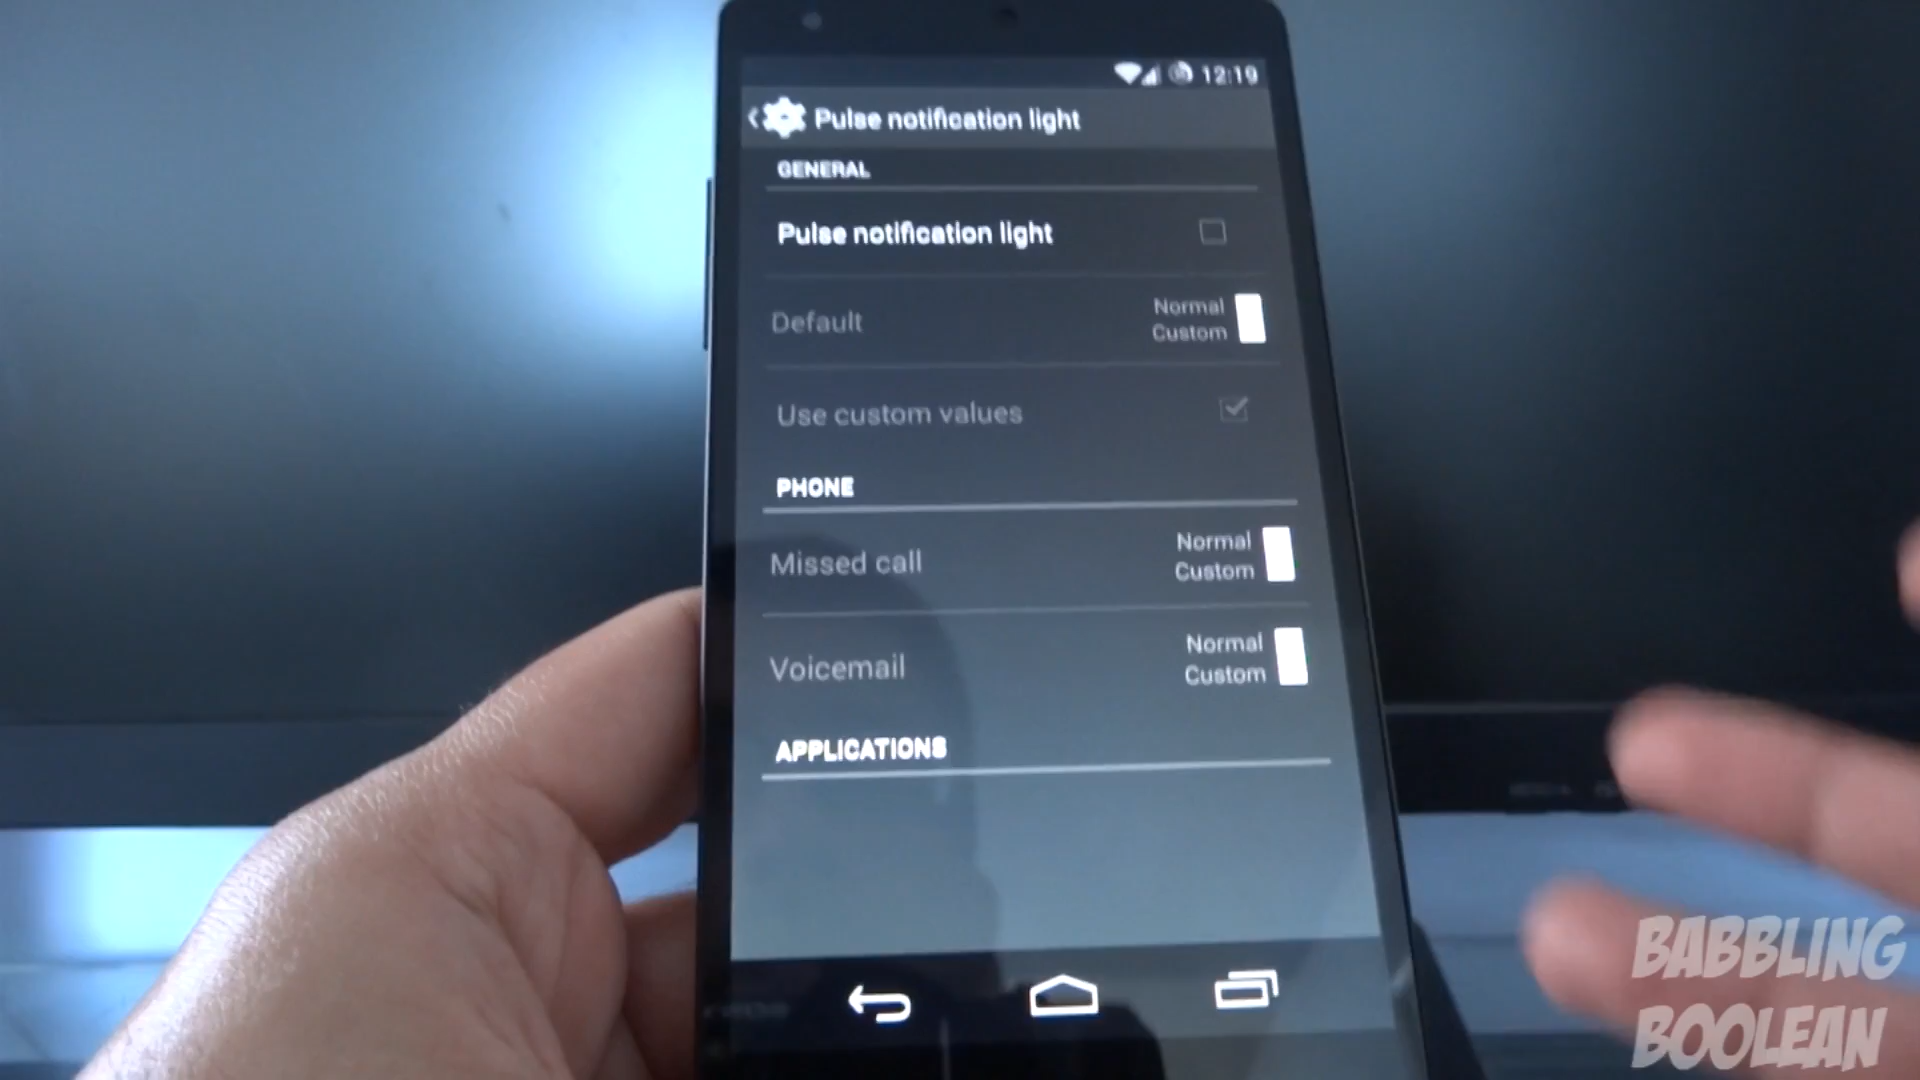 12:19
Pulse notification light
GENERAL
Pulse notification light
Default
Normal
Custom
Use custom values
PHONE
Missed call
Normal
Custom
Voicemail
Normal
Custom
APPLICATIONS
BABBLING
BOOLEAN